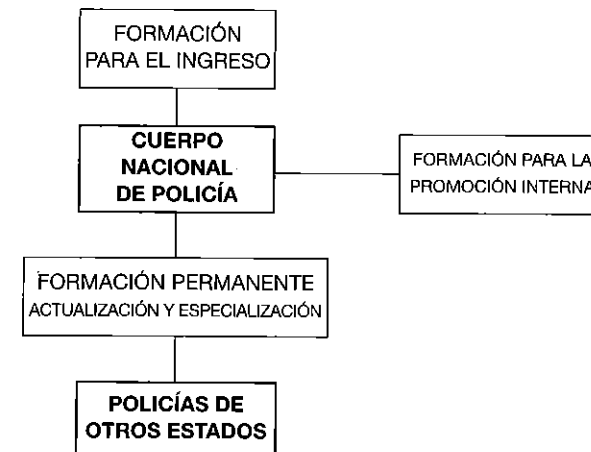 FORMACIÓN
PARA EL INGRESO
CUERPO
NACIONAL
DE POLICÍA
FORMACIÓN PARA LA
PROMOCIÓN INTERNA
FORMACIÓN PERMANENTE
ACTUALIZACIÓN Y ESPECIALIZACIÓN
POLICÍAS DE
OTROS ESTADOS